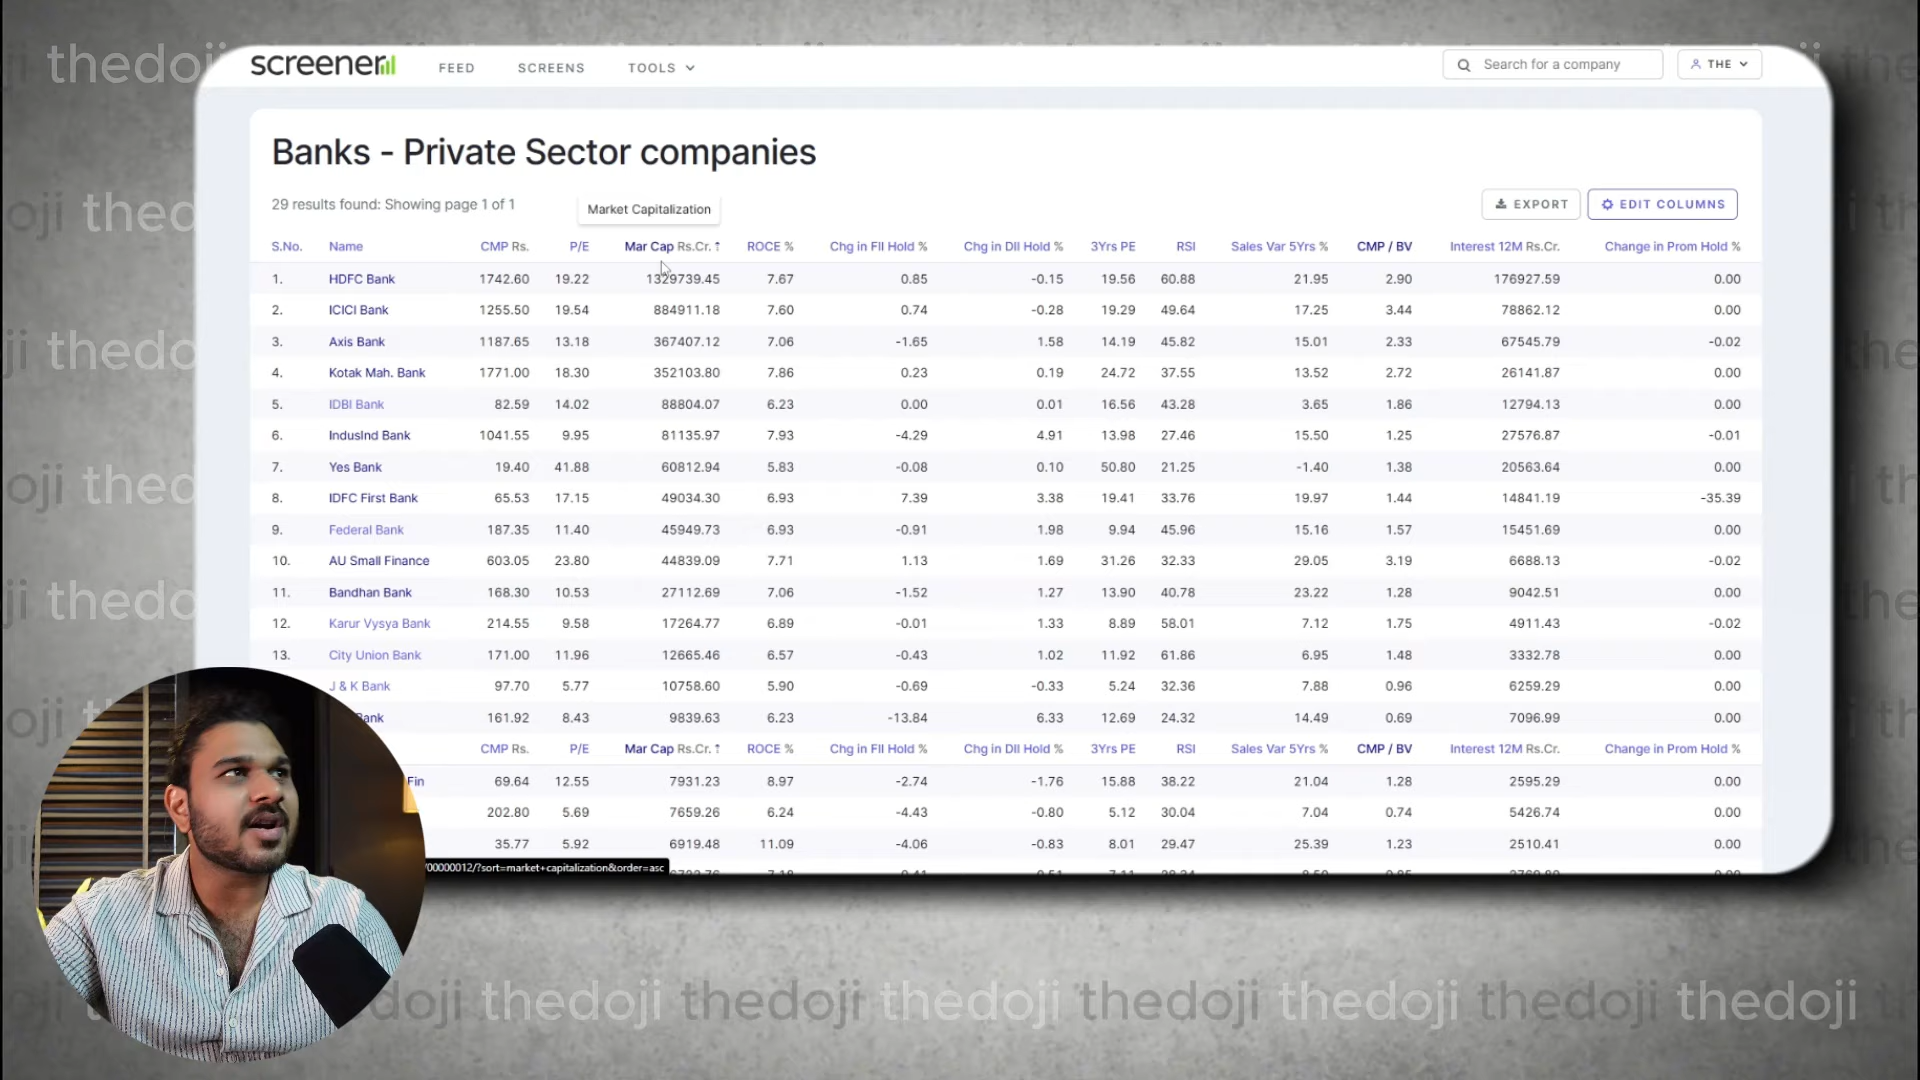 thedoji
screener
FEED SCREENS TOOLS
Search for a company
THE
Banks - Private Sector companies
29 results found: Showing page 1 of 1
Market Capitalization
EXPORT
EDIT COLUMNS
S.No. Name CMP Rs. P/E Mar Cap Rs.Cr. ↑ ROCE % Chg in FII Hold % Chg in DII Hold % 3Yrs PE RSI Sales Var 5Yrs % CMP / BV Interest 12M Rs.Cr. Change in Prom Hold %
1. HDFC Bank 1742.60 19.22 1329739.45 7.67 0.85 -0.15 19.56 60.88 21.95 2.90 176927.59 0.00
2. ICICI Bank 1255.50 19.54 884911.18 7.60 0.74 -0.28 19.29 49.64 17.25 3.44 78862.12 0.00
3. Axis Bank 1187.65 13.18 367407.12 7.06 -1.65 1.58 14.19 45.82 15.01 2.33 67545.79 -0.02
4. Kotak Mah. Bank 1771.00 18.30 352103.80 7.86 0.23 0.19 24.72 37.55 13.52 2.72 26141.87 0.00
5. IDBI Bank 82.59 14.02 88804.07 6.23 0.00 0.01 16.56 43.28 3.65 1.86 12794.13 0.00
6. IndusInd Bank 1041.55 9.95 81135.97 7.93 -4.29 4.91 13.98 27.46 15.50 1.25 27576.87 -0.01
7. Yes Bank 19.40 41.88 60812.94 5.83 -0.08 0.10 50.80 21.25 -1.40 1.38 20563.64 0.00
8. IDFC First Bank 65.53 17.15 49034.30 6.93 7.39 3.38 19.41 33.76 19.97 1.44 14841.19 -35.39
9. Federal Bank 187.35 11.40 45949.73 6.93 -0.91 1.98 9.94 45.96 15.16 1.57 15451.69 0.00
10. AU Small Finance 603.05 23.80 44839.09 7.71 1.13 1.69 31.26 32.33 29.05 3.19 6688.13 -0.02
11. Bandhan Bank 168.30 10.53 27112.69 7.06 -1.52 1.27 13.90 40.78 23.22 1.28 9042.51 0.00
12. Karur Vysya Bank 214.55 9.58 17264.77 6.89 -0.01 1.33 8.89 58.01 7.12 1.75 4911.43 -0.02
13. City Union Bank 171.00 11.96 12665.46 6.57 -0.43 1.02 11.92 61.86 6.95 1.48 3332.78 0.00
J & K Bank 97.70 5.77 10758.60 5.90 -0.69 -0.33 5.24 32.36 7.88 0.96 6259.29 0.00
Bank 161.92 8.43 9839.63 6.23 -13.84 6.33 12.69 24.32 14.49 0.69 7096.99 0.00
CMP Rs. P/E Mar Cap Rs.Cr. ↑ ROCE % Chg in FII Hold % Chg in DII Hold % 3Yrs PE RSI Sales Var 5Yrs % CMP / BV Interest 12M Rs.Cr. Change in Prom Hold %
Fin 69.64 12.55 7931.23 8.97 -2.74 -1.76 15.88 38.22 21.04 1.28 2595.29 0.00
202.80 5.69 7659.26 6.24 -4.43 -0.80 5.12 30.04 7.04 0.74 5426.74 0.00
35.77 5.92 6919.48 11.09 -4.06 -0.83 8.01 29.47 25.39 1.23 2510.41 0.00
/00000012/?sort=market+capitalization&order=asc
thedoji thedoji thedoji thedoji thedoji thedoji thedoji